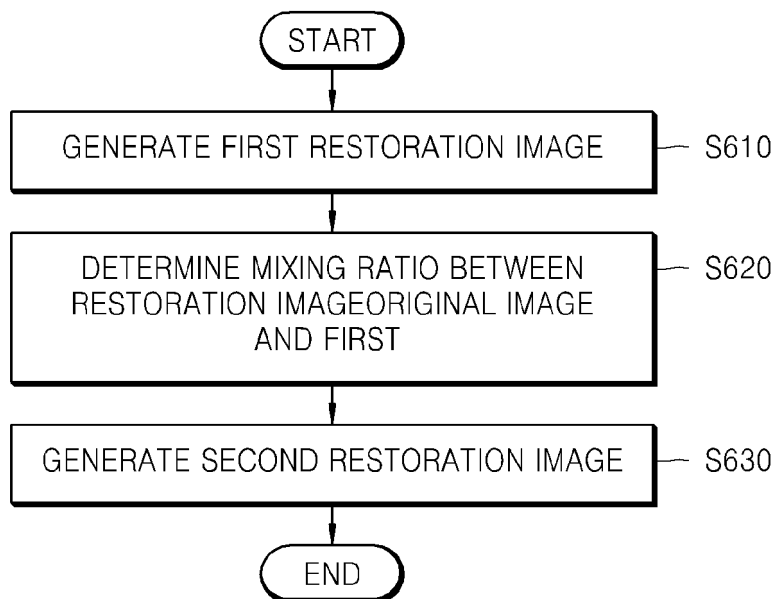 START
GENERATE FIRST RESTORATION IMAGE
S610
DETERMINE MIXING RATIO BETWEEN
RESTORATION IMAGEORIGINAL IMAGE
AND FIRST
S620
GENERATE SECOND RESTORATION IMAGE
S630
END